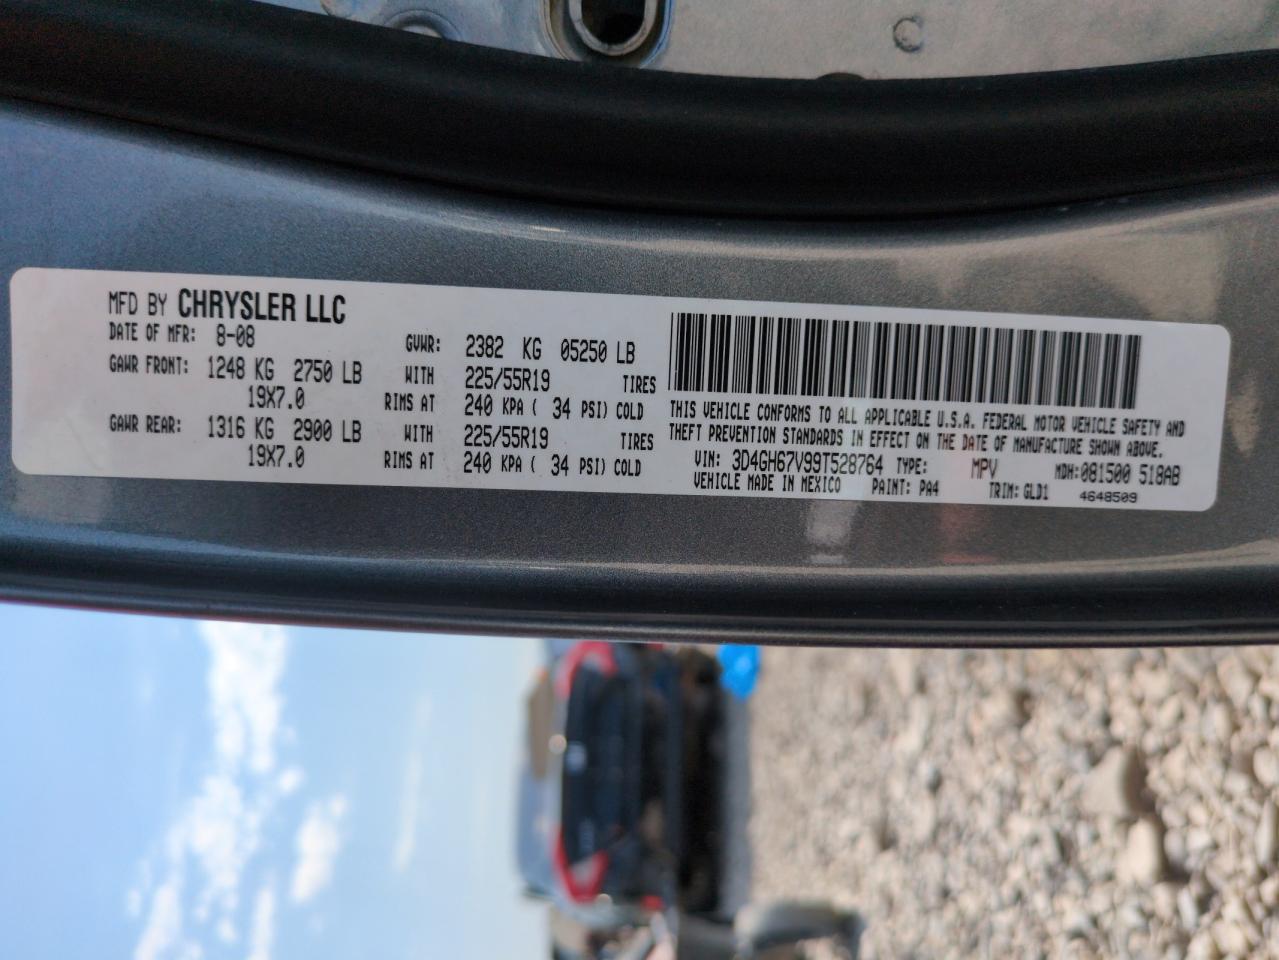 MFD BY CHRYSLER LLC
DATE OF MFR: 8-08 GVWR: 2382 KG 05250 LB
GAWR FRONT: 1248 KG 2750 LB WITH 225/55R19 TIRES
19X7.0 RIMS AT 240 KPA ( 34 PSI) COLD
GAWR REAR: 1316 KG 2900 LB WITH 225/55R19 TIRES
19X7.0 RIMS AT 240 KPA ( 34 PSI) COLD
THIS VEHICLE CONFORMS TO ALL APPLICABLE U.S.A. FEDERAL MOTOR VEHICLE SAFETY AND
THEFT PREVENTION STANDARDS IN EFFECT ON THE DATE OF MANUFACTURE SHOWN ABOVE.
VIN: 3D4GH67V99T528764 TYPE: MPV MDH: 081500 518AB
VEHICLE MADE IN MEXICO PAINT: PA4 TRIM: GLD1 4648509